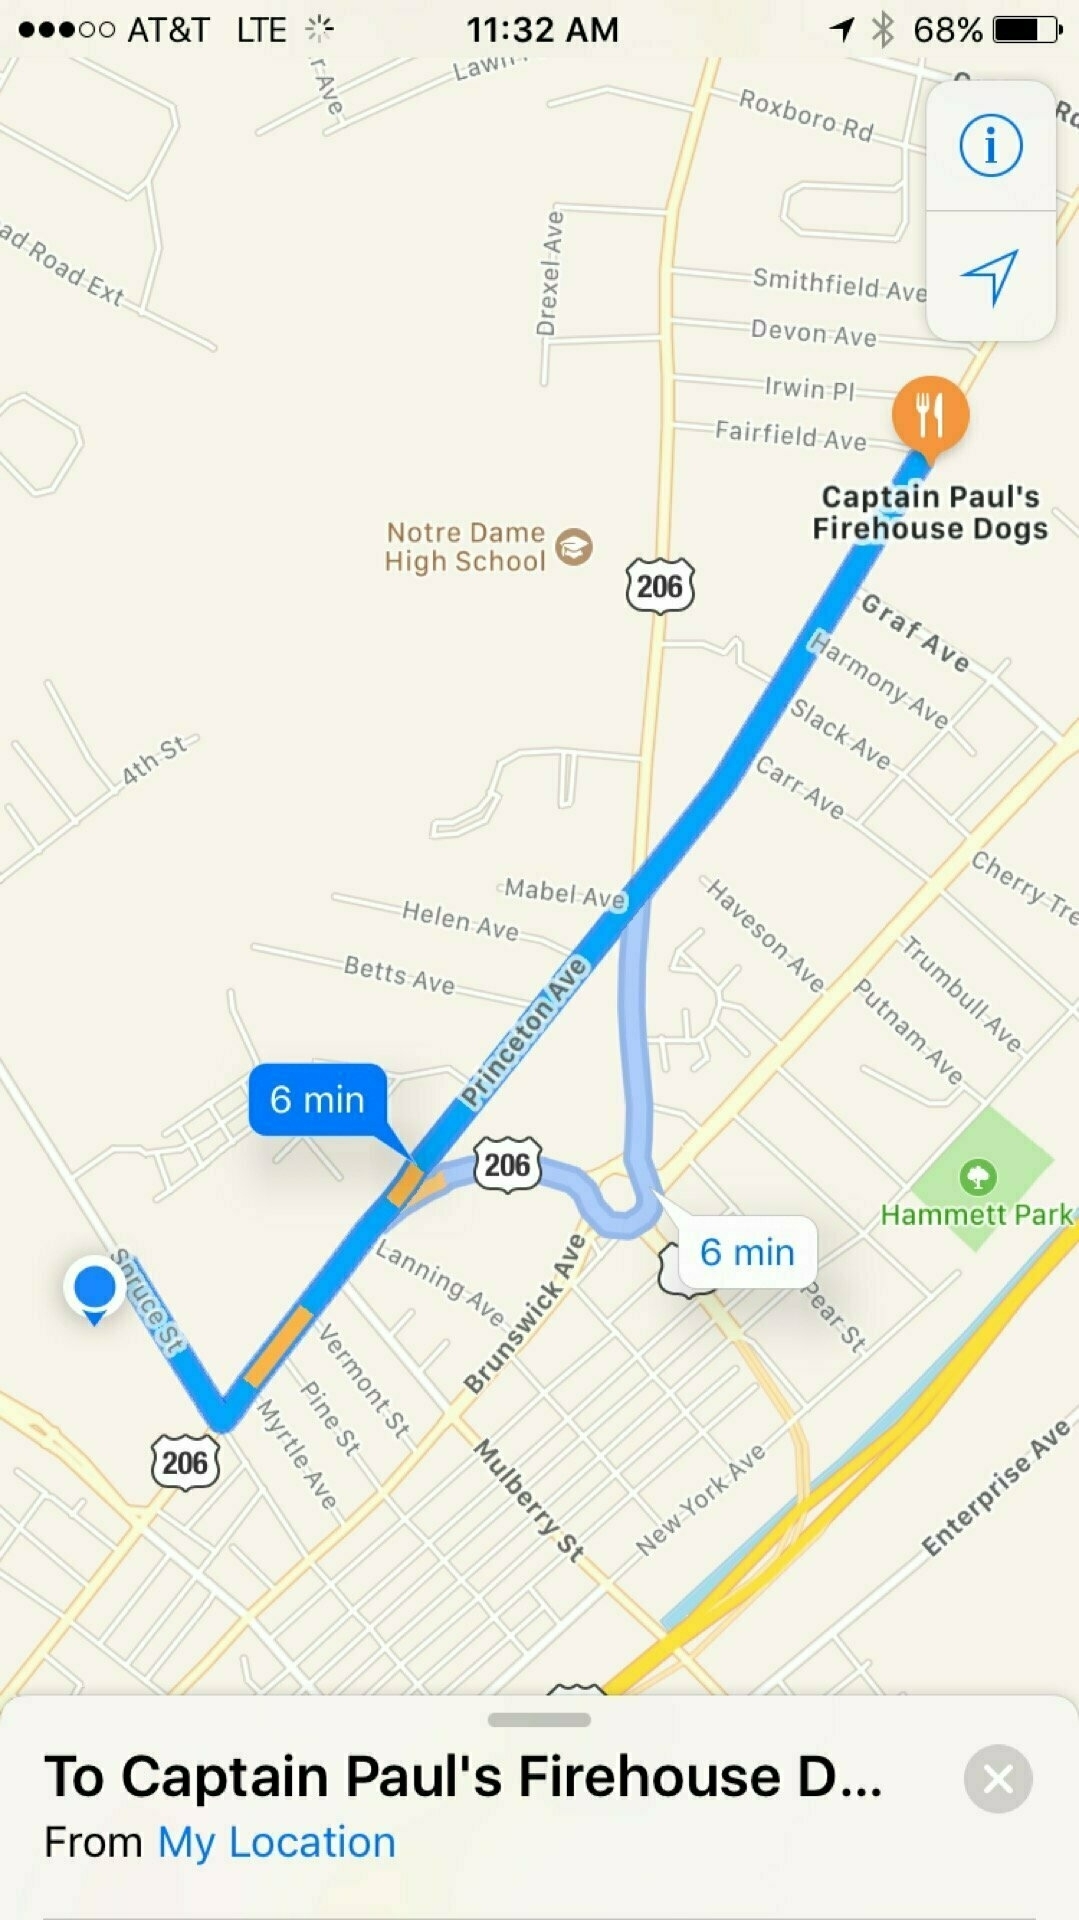 AT&T LTE 11:32 AM 68%
Lawn
r Ave
Roxboro Rd
Rd
ad Road Ext
Drexel Ave
Smithfield Ave
Devon Ave
Irwin Pl
Fairfield Ave
Captain Paul's
Firehouse Dogs
Notre Dame
High School
206
Graf Ave
Harmony Ave
Slack Ave
4th St
Carr Ave
Cherry Tre
Mabel Ave
Haveson Ave
Helen Ave
Trumbull Ave
Betts Ave
Putnam Ave
Princeton Ave
6 min
206
Hammett Park
6 min
Lanning Ave
Spruce St
Brunswick Ave
Pear St
Vermont St
Pine St
Myrtle Ave
206
Mulberry St
New York Ave
Enterprise Ave
To Captain Paul's Firehouse D...
From My Location